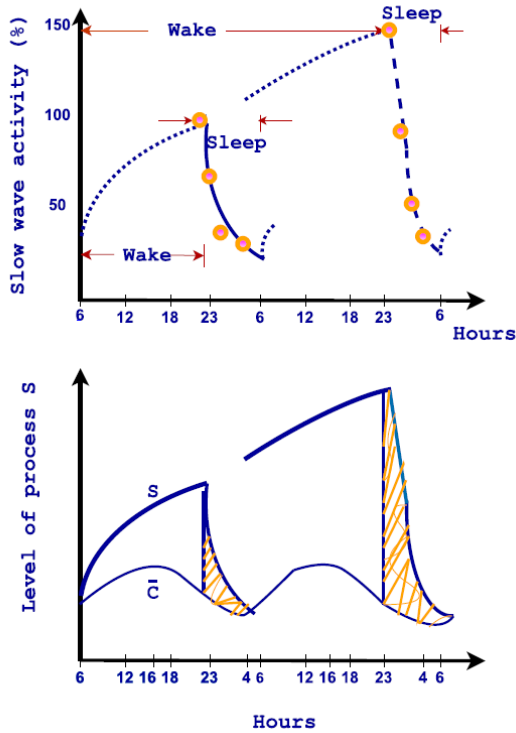 Slow wave activity (%)
150
100
50
Sleep
Wake
Sleep
Wake
6 12 18 23 6 12 18 23 6
Hours
Level of process S
S
C̄
6 12 16 18 23 4 6 12 16 18 23 4 6
Hours